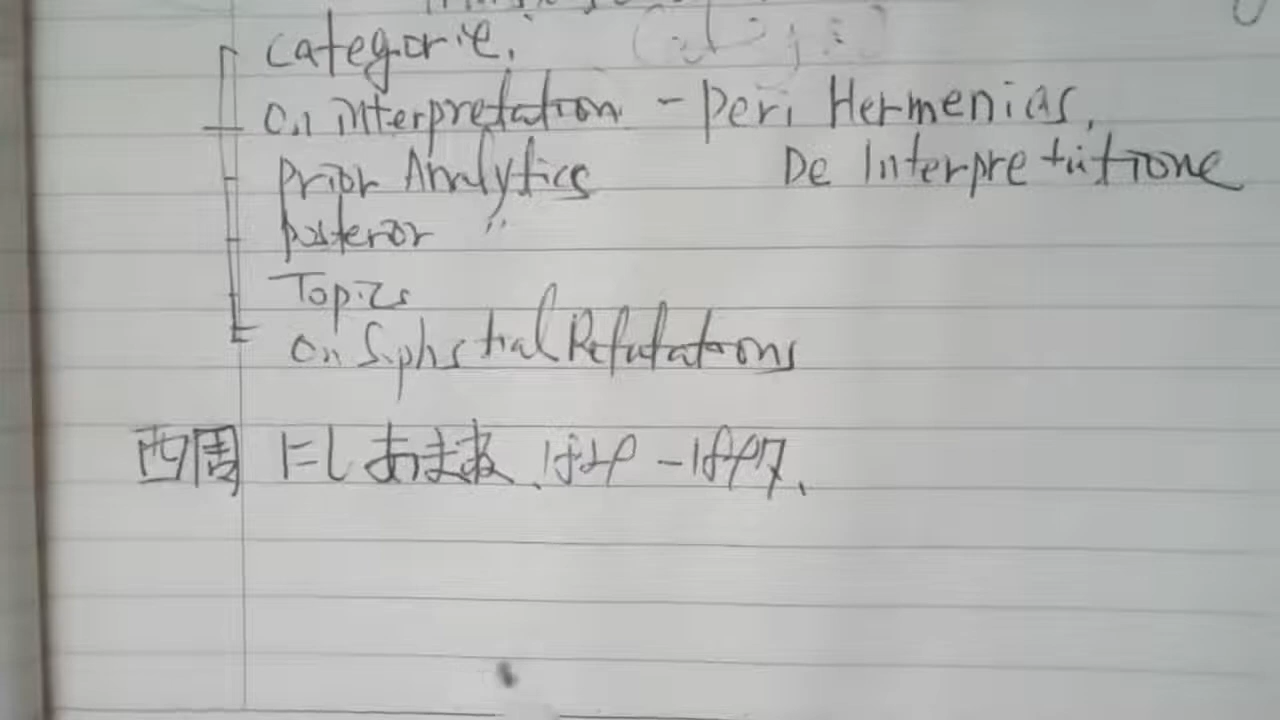 Categorie,
On interpretation - Peri Hermenias,
De Interpretatione
Prior Analytics
Posterior 〃
Topics
On Sophstial Refutations
西周 にしあまね、1829-1897、